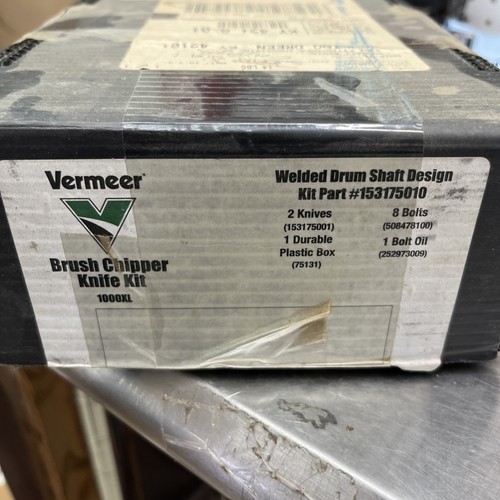 Vermeer
Brush Chipper
Knife Kit
1000XL
Welded Drum Shaft Design
Kit Part #153175010
2 Knives
(153175001)
1 Durable
Plastic Box
(75131)
8 Bolts
(508478100)
1 Bolt Oil
(252973009)